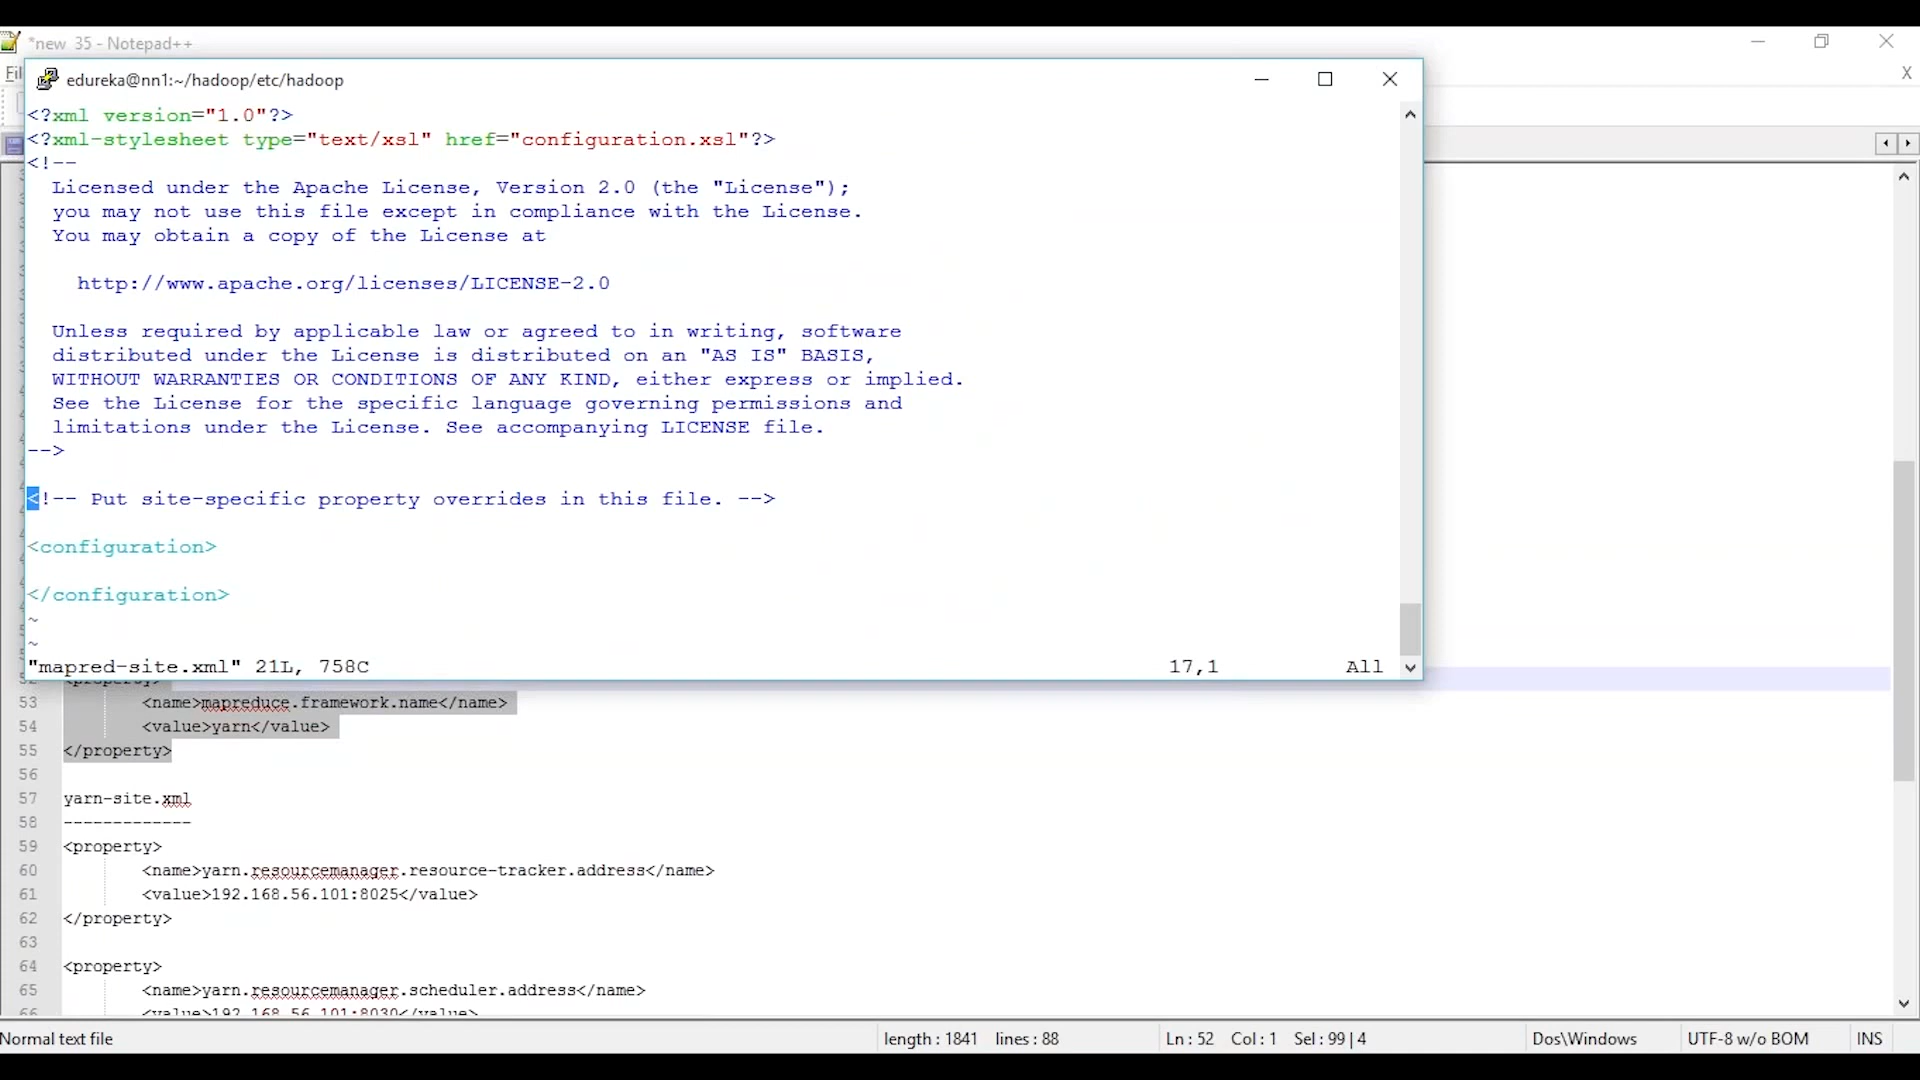 *new 35 - Notepad++
edureka@nn1:~/hadoop/etc/hadoop
<?xml version="1.0"?>
<?xml-stylesheet type="text/xsl" href="configuration.xsl"?>
<!--
Licensed under the Apache License, Version 2.0 (the "License");
you may not use this file except in compliance with the License.
You may obtain a copy of the License at
http://www.apache.org/licenses/LICENSE-2.0
Unless required by applicable law or agreed to in writing, software
distributed under the License is distributed on an "AS IS" BASIS,
WITHOUT WARRANTIES OR CONDITIONS OF ANY KIND, either express or implied.
See the License for the specific language governing permissions and
limitations under the License. See accompanying LICENSE file.
-->
<!-- Put site-specific property overrides in this file. -->
<configuration>
</configuration>
~
~
"mapred-site.xml" 21L, 758C 17,1 All
52 <property>
53 <name>mapreduce.framework.name</name>
54 <value>yarn</value>
55 </property>
56
57 yarn-site.xml
58 -------------
59 <property>
60 <name>yarn.resourcemanager.resource-tracker.address</name>
61 <value>192.168.56.101:8025</value>
62 </property>
63
64 <property>
65 <name>yarn.resourcemanager.scheduler.address</name>
66 <value>192.168.56.101:8030</value>
Normal text file length : 1841 lines : 88 Ln : 52 Col : 1 Sel : 99 | 4 Dos\Windows UTF-8 w/o BOM INS